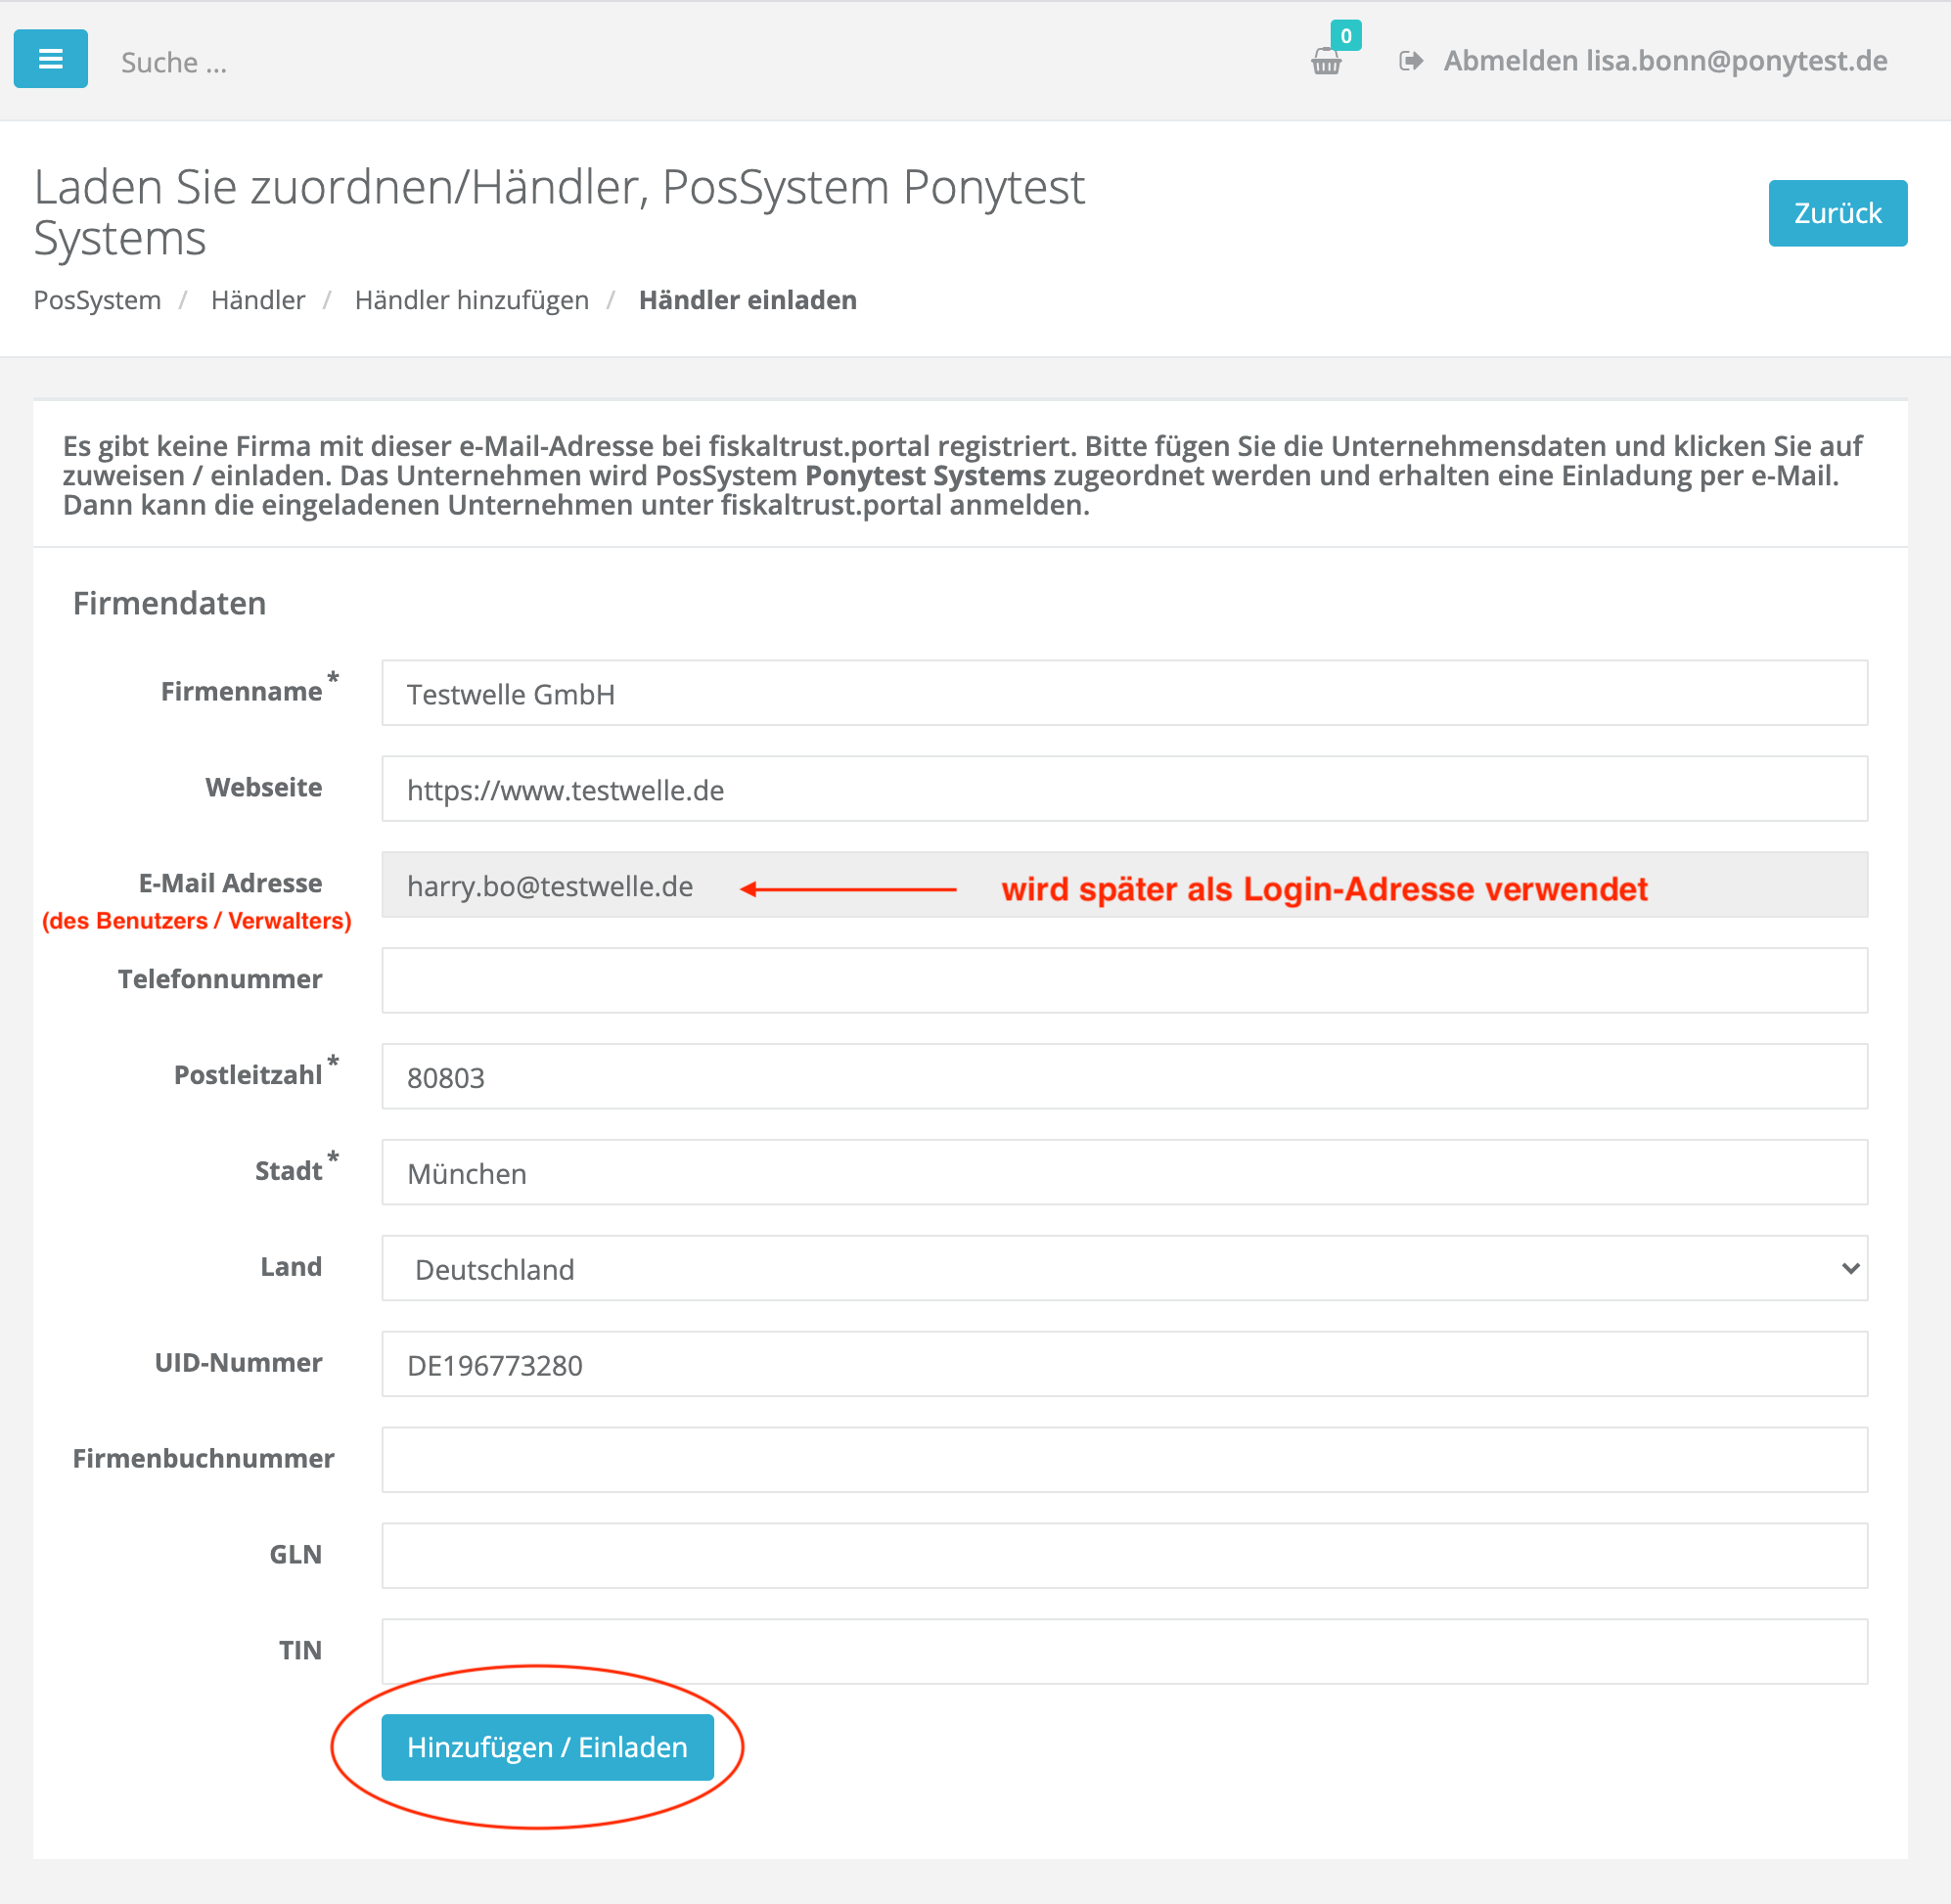 Suche ...
0
Abmelden lisa.bonn@ponytest.de
Laden Sie zuordnen/Händler, PosSystem Ponytest
Systems
Zurück
PosSystem / Händler / Händler hinzufügen / Händler einladen
Es gibt keine Firma mit dieser e-Mail-Adresse bei fiskaltrust.portal registriert. Bitte fügen Sie die Unternehmensdaten und klicken Sie auf
zuweisen / einladen. Das Unternehmen wird PosSystem Ponytest Systems zugeordnet werden und erhalten eine Einladung per e-Mail.
Dann kann die eingeladenen Unternehmen unter fiskaltrust.portal anmelden.
Firmendaten
Firmenname * Testwelle GmbH
Webseite https://www.testwelle.de
E-Mail Adresse harry.bo@testwelle.de wird später als Login-Adresse verwendet
(des Benutzers / Verwalters)
Telefonnummer
Postleitzahl * 80803
Stadt * München
Land Deutschland
UID-Nummer DE196773280
Firmenbuchnummer
GLN
TIN
Hinzufügen / Einladen